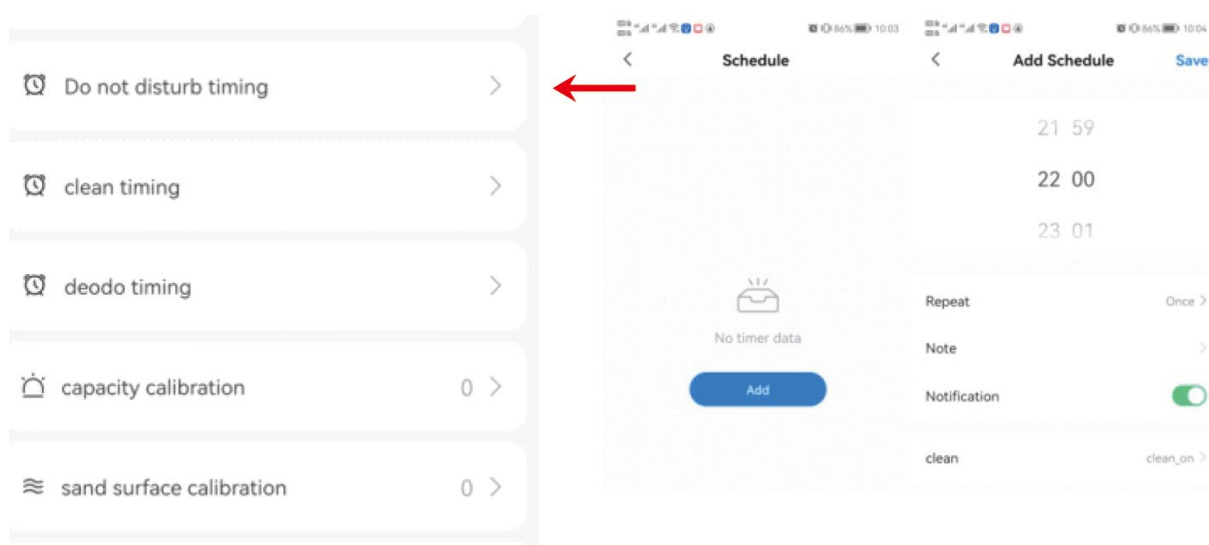 Do not disturb timing
clean timing
deodo timing
capacity calibration 0
sand surface calibration 0
86% 10:03
Schedule
No timer data
Add
86% 10:04
Add Schedule Save
21 59
22 00
23 01
Repeat Once
Note
Notification
clean clean_on